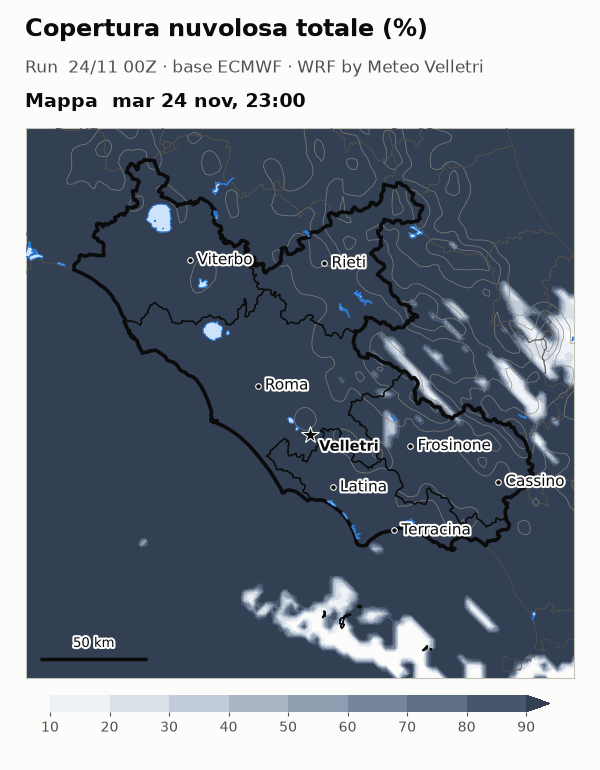 Copertura nuvolosa totale (%)
Run 24/11 00Z · base ECMWF · WRF by Meteo Velletri
Mappa mar 24 nov, 23:00
Viterbo
Rieti
Roma
Velletri
Frosinone
Latina
Cassino
Terracina
50 km
10 20 30 40 50 60 70 80 90